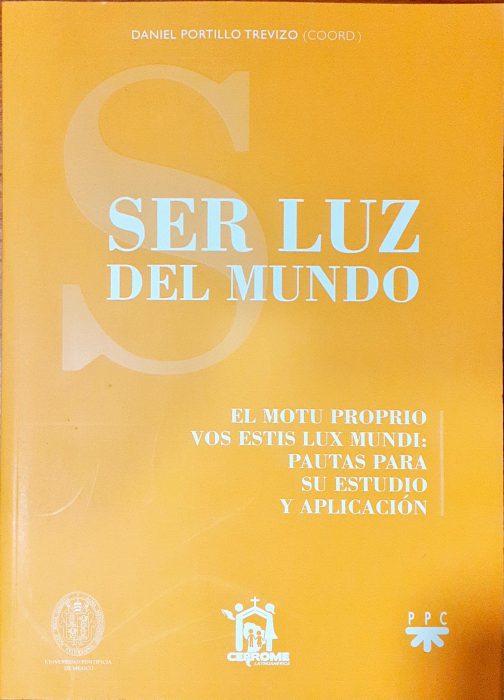 DANIEL PORTILLO TREVIZO (COORD.)
S
SER LUZ
DEL MUNDO
EL MOTU PROPRIO
VOS ESTIS LUX MUNDI:
PAUTAS PARA
SU ESTUDIO
Y APLICACIÓN
UNIVERSIDAD PONTIFICIA
DE MÉXICO
CEPROME
LATINOAMÉRICA
PPC